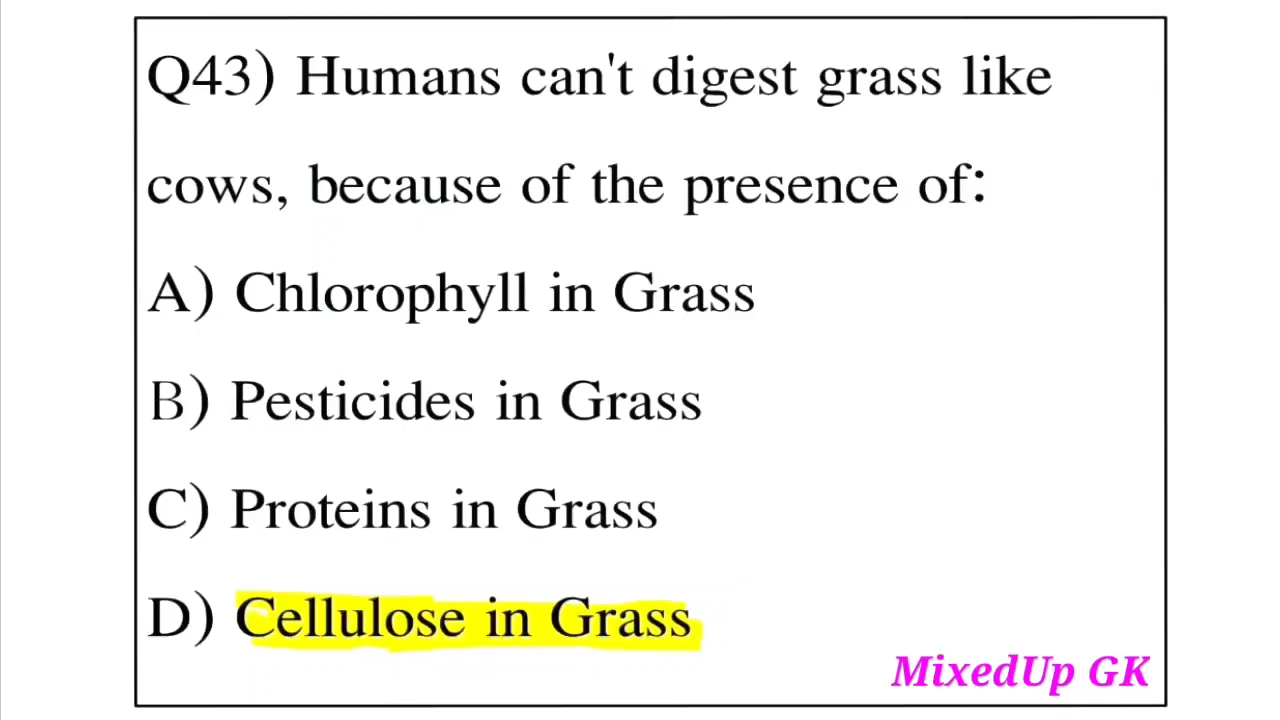 Q43) Humans can't digest grass like
cows, because of the presence of:
A) Chlorophyll in Grass
B) Pesticides in Grass
C) Proteins in Grass
D) Cellulose in Grass
MixedUp GK